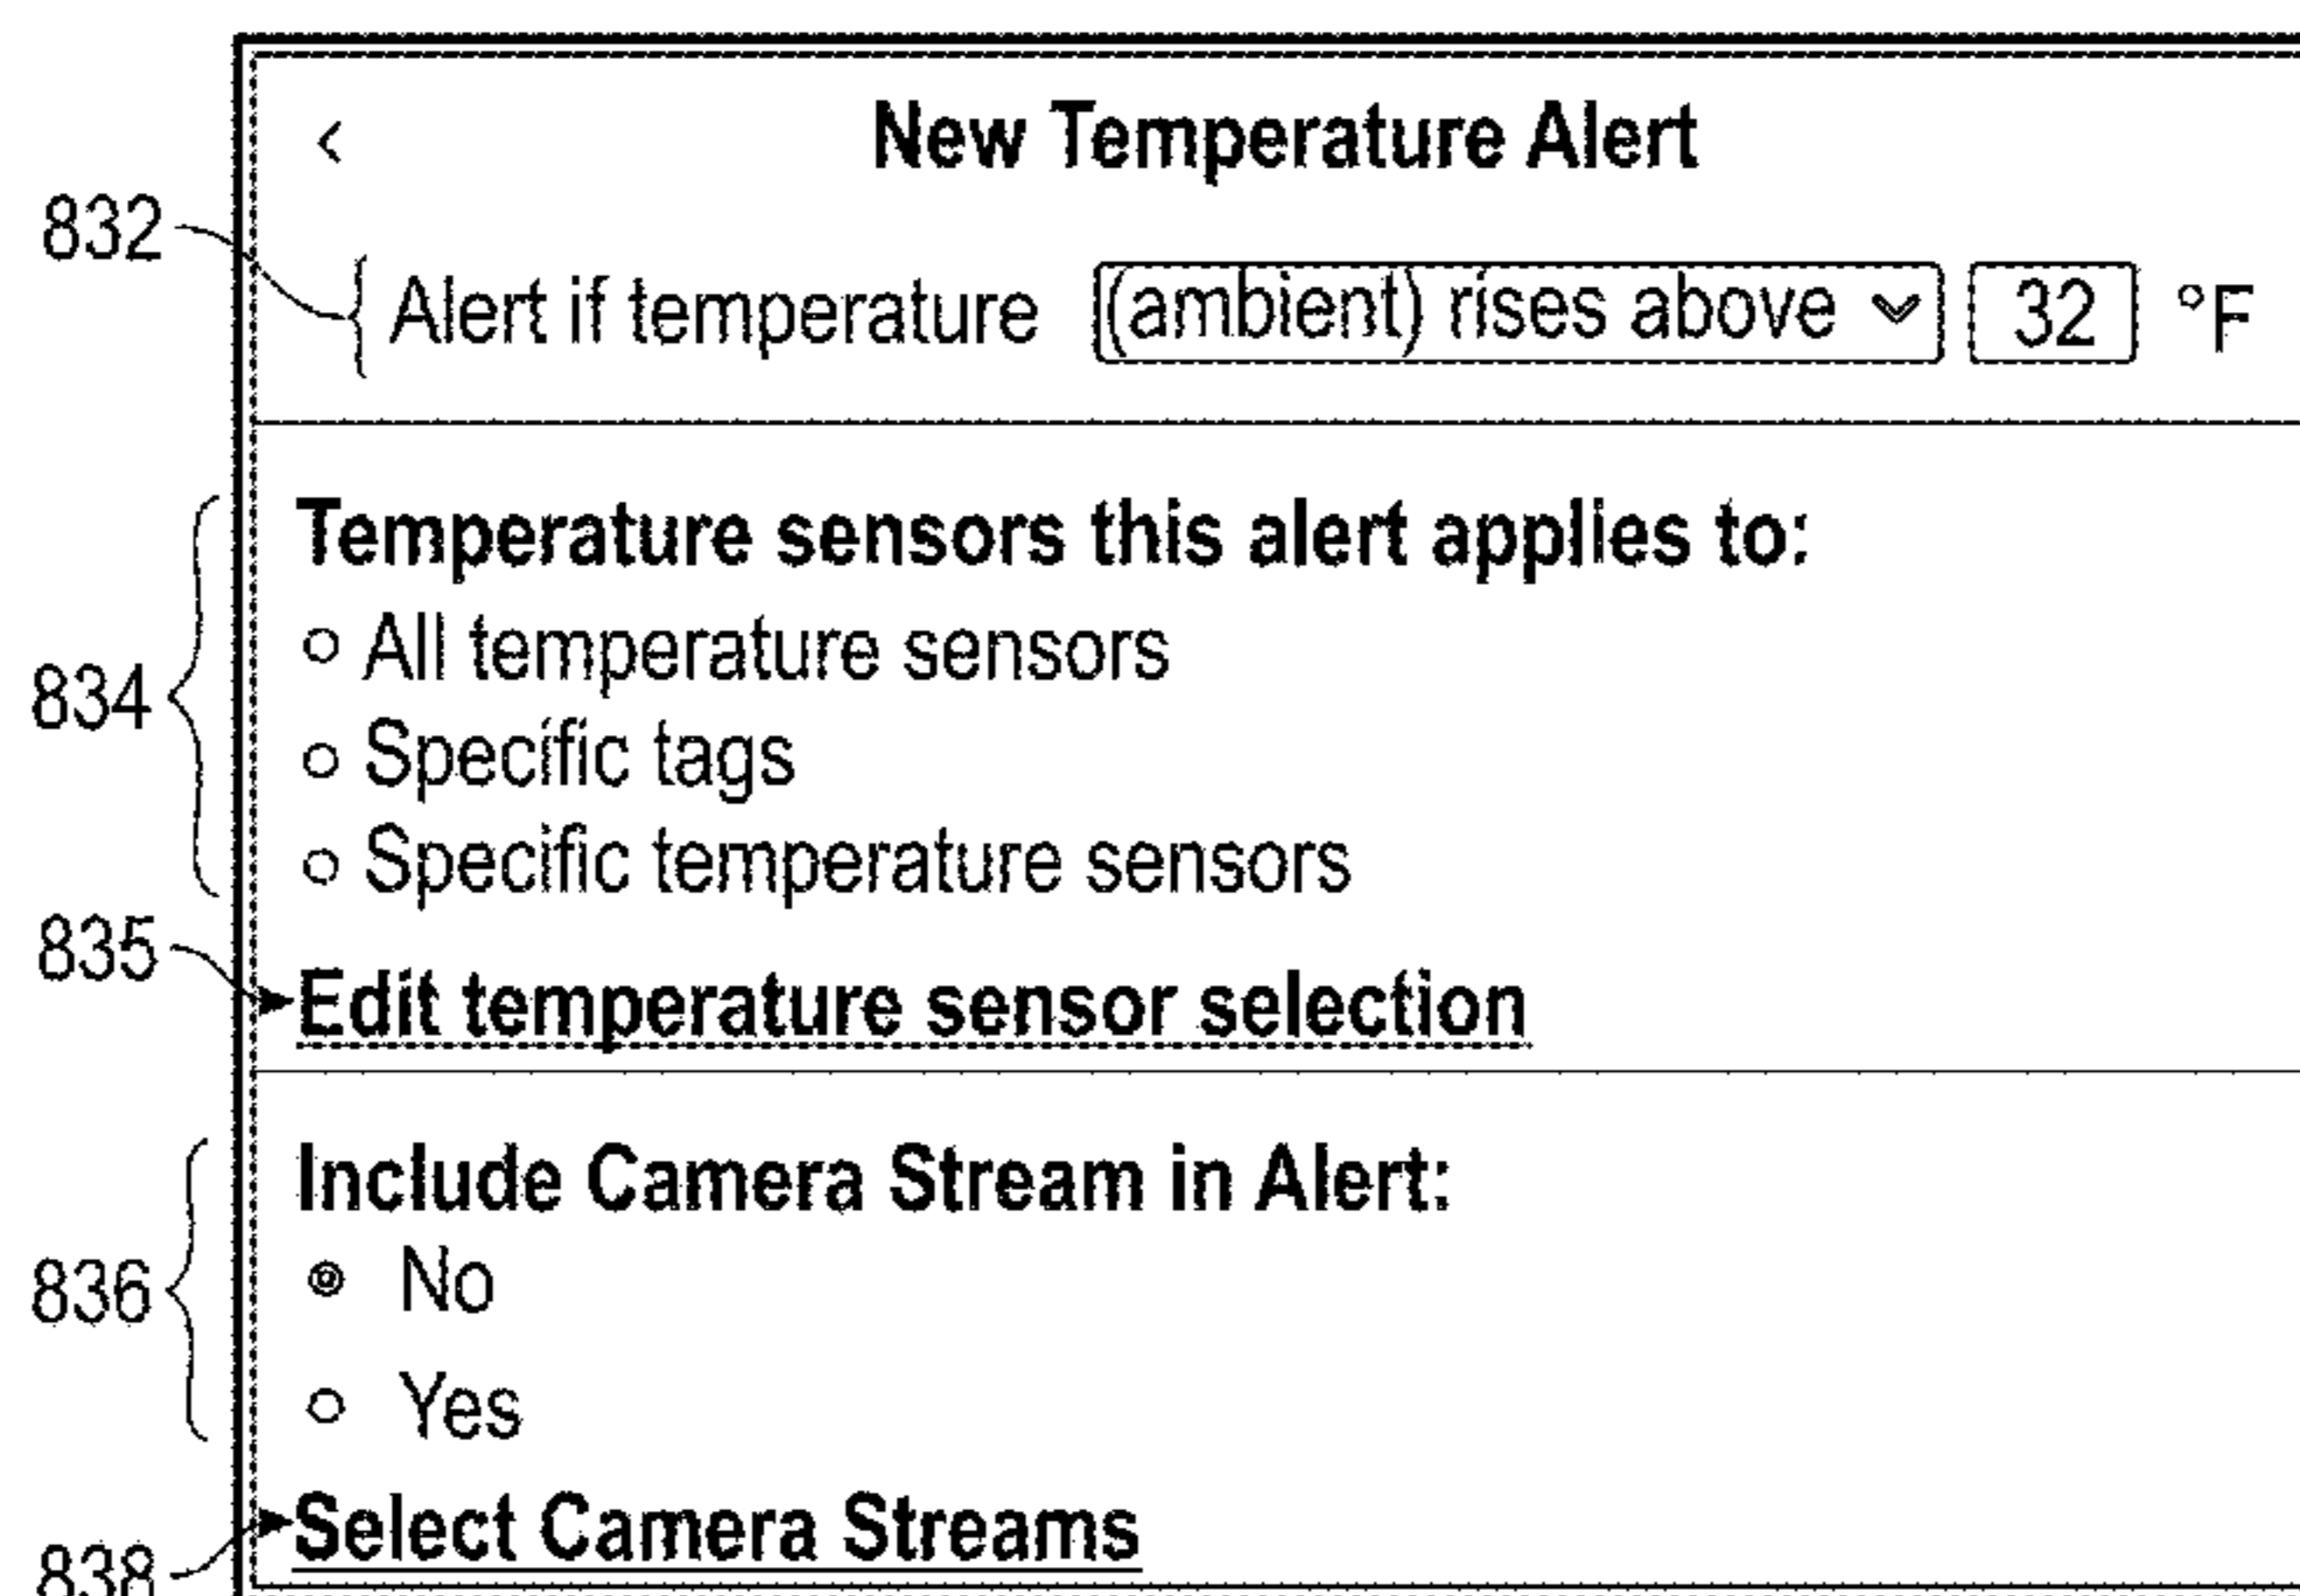 < New Temperature Alert
832
Alert if temperature (ambient) rises above 32 °F
Temperature sensors this alert applies to:
All temperature sensors
834
Specific tags
Specific temperature sensors
835
Edit temperature sensor selection
Include Camera Stream in Alert:
836
No
Yes
Select Camera Streams
838